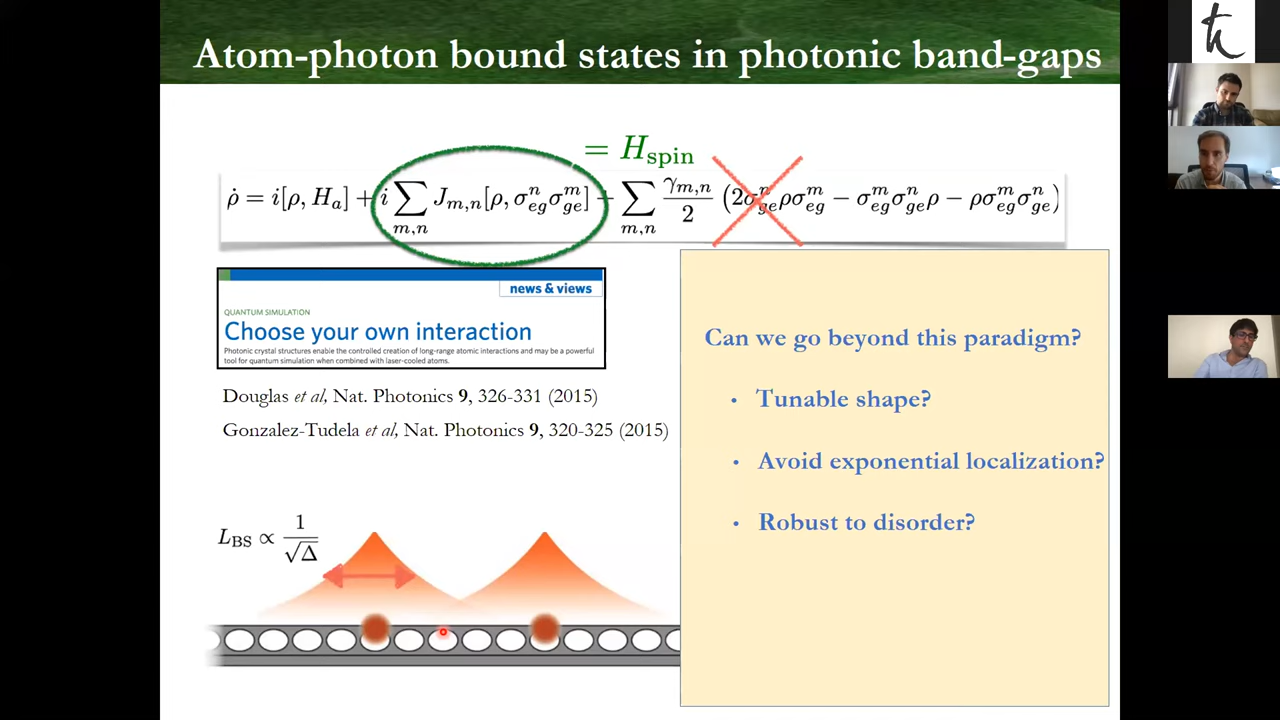 Atom-photon bound states in photonic band-gaps
= H_spin
ρ̇ = i[ρ, H_a] + i ∑_{m,n} J_{m,n}[ρ, σ^n_{eg} σ^m_{ge}] + ∑_{m,n} γ_{m,n}/2 (2σ^n_{ge} ρσ^m_{eg} − σ^m_{eg} σ^n_{ge} ρ − ρσ^m_{eg} σ^n_{ge})
news & views
QUANTUM SIMULATION
Choose your own interaction
Photonic crystal structures enable the controlled creation of long-range atomic interactions and may be a powerful
tool for quantum simulation when combined with laser-cooled atoms.
Douglas et al, Nat. Photonics 9, 326-331 (2015)
Gonzalez-Tudela et al, Nat. Photonics 9, 320-325 (2015)
L_BS ∝ 1/√Δ
Can we go beyond this paradigm?
• Tunable shape?
• Avoid exponential localization?
• Robust to disorder?